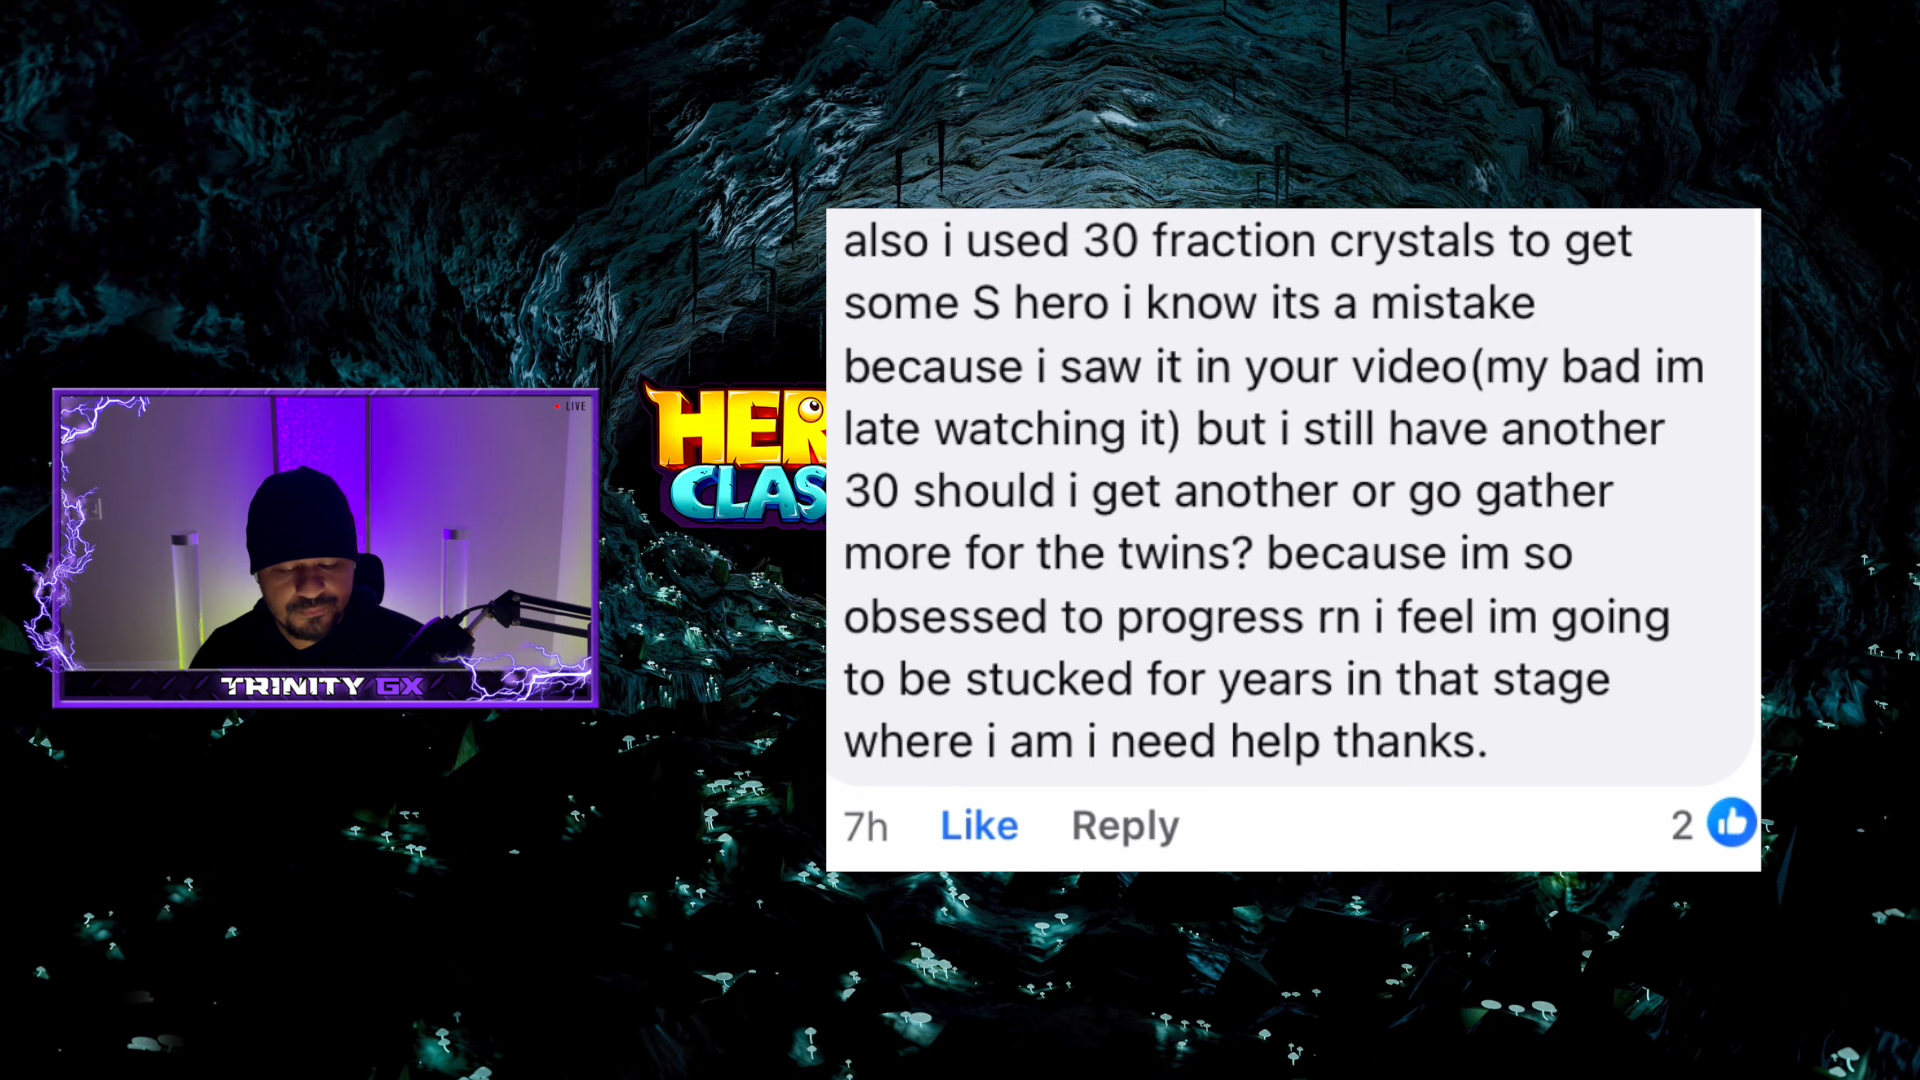 also i used 30 fraction crystals to get
some S hero i know its a mistake
because i saw it in your video(my bad im
late watching it) but i still have another
30 should i get another or go gather
more for the twins? because im so
obsessed to progress rn i feel im going
to be stucked for years in that stage
where i am i need help thanks.
7h Like Reply 2
LIVE
TRINITY GX
HER
CLAS